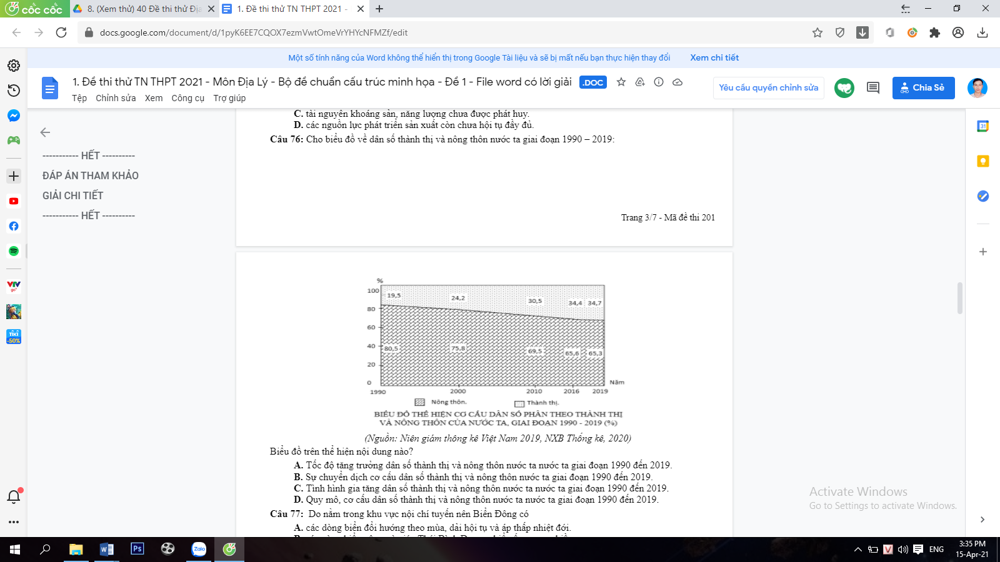 cốc cốc
8. (Xem thử) 40 Đề thi thử Địa
1. Đề thi thử TN THPT 2021 -
docs.google.com/document/d/1pyK6EE7CQOX7ezmVwtOmeVrYHYcNFMZf/edit
Một số tính năng của Word không thể hiển thị trong Google Tài liệu và sẽ bị mất nếu bạn thực hiện thay đổi
Xem chi tiết
1. Đề thi thử TN THPT 2021 - Môn Địa Lý - Bộ đề chuẩn cấu trúc minh họa - Đề 1 - File word có lời giải
.DOC
Tệp Chỉnh sửa Xem Công cụ Trợ giúp
Yêu cầu quyền chỉnh sửa
Chia Sẻ
----------- HẾT ----------
ĐÁP ÁN THAM KHẢO
GIẢI CHI TIẾT
----------- HẾT ----------
C. tài nguyên khoáng sản, năng lượng chưa được phát huy.
D. các nguồn lực phát triển sản xuất còn chưa hội tụ đầy đủ.
Câu 76: Cho biểu đồ về dân số thành thị và nông thôn nước ta giai đoạn 1990 – 2019:
Trang 3/7 - Mã đề thi 201
%
100
80
60
40
20
0
19,5 24,2 30,5 34,4 34,7
80,5 75,8 69,5 65,6 65,3
Năm
1990 2000 2010 2016 2019
Nông thôn. Thành thị.
BIỂU ĐỒ THỂ HIỆN CƠ CẤU DÂN SỐ PHÂN THEO THÀNH THỊ
VÀ NÔNG THÔN CỦA NƯỚC TA, GIAI ĐOẠN 1990 - 2019 (%)
(Nguồn: Niên giám thông kê Việt Nam 2019, NXB Thống kê, 2020)
Biểu đồ trên thể hiện nội dung nào?
A. Tốc độ tăng trưởng dân số thành thị và nông thôn nước ta nước ta giai đoạn 1990 đến 2019.
B. Sự chuyển dịch cơ cấu dân số thành thị và nông thôn nước ta giai đoạn 1990 đến 2019.
C. Tình hình gia tăng dân số thành thị và nông thôn nước ta nước ta giai đoạn 1990 đến 2019.
D. Quy mô, cơ cấu dân số thành thị và nông thôn nước ta nước ta giai đoạn 1990 đến 2019.
Câu 77: Do nằm trong khu vực nội chí tuyến nên Biển Đông có
A. các dòng biển đổi hướng theo mùa, dải hội tụ và áp thấp nhiệt đới.
Activate Windows
Go to Settings to activate Windows.
31
VTV
go
TIKI
-50%
W
Ps
Zalo
V
ENG
3:35 PM
15-Apr-21